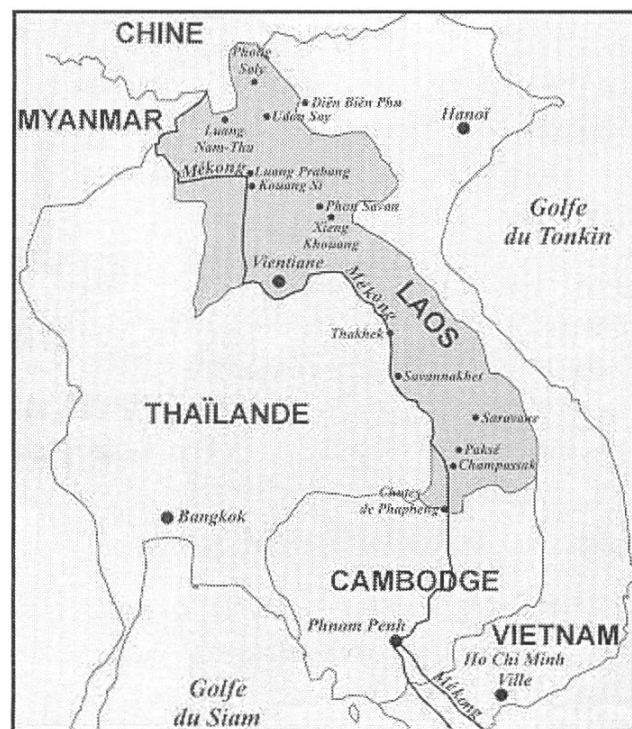 CHINE
Phong
Saly
Diên Biên Phu
MYANMAR
Udon Say
Hanoï
Luang
Nam-Tha
Mékong
Luang Prabang
Kouang Si
Phon Savan
Golfe
du Tonkin
Xieng
Khouang
Vientiane
Mékong
LAOS
Thakhek
Savannakhet
THAÏLANDE
Saravane
Paksé
Champassak
Chutes
de Phapheng
Bangkok
CAMBODGE
Phnom Penh
VIETNAM
Ho Chi Minh
Ville
Mékong
Golfe
du Siam